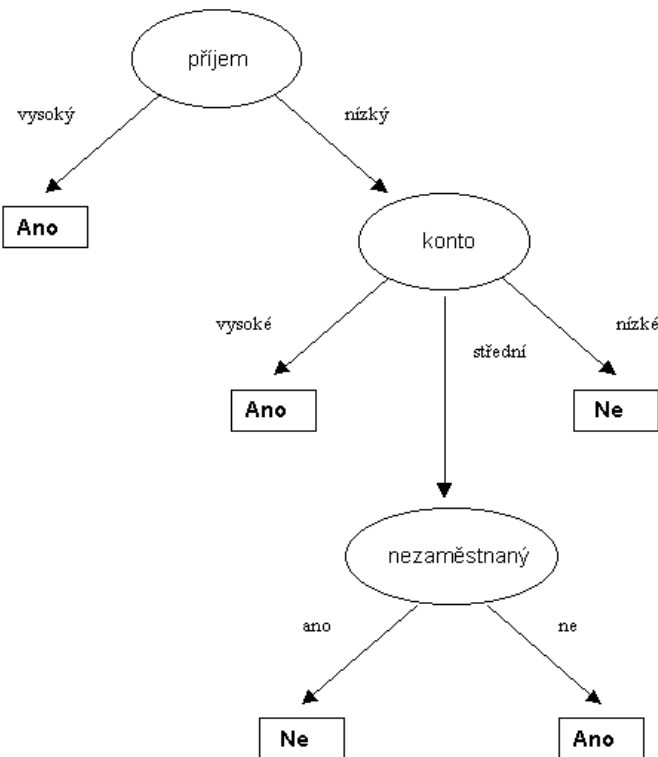 příjem
vysoký
nízký
Ano
konto
vysoké
střední
nízké
Ano
Ne
nezaměstnaný
ano
ne
Ne
Ano